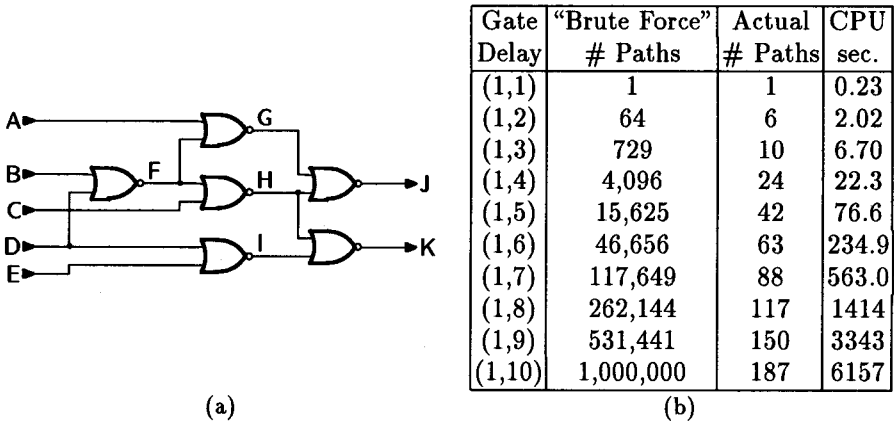 A
B
C
D
E
F
G
H
I
J
K
(a)
Gate "Brute Force" Actual CPU
Delay # Paths # Paths sec.
(1,1) 1 1 0.23
(1,2) 64 6 2.02
(1,3) 729 10 6.70
(1,4) 4,096 24 22.3
(1,5) 15,625 42 76.6
(1,6) 46,656 63 234.9
(1,7) 117,649 88 563.0
(1,8) 262,144 117 1414
(1,9) 531,441 150 3343
(1,10) 1,000,000 187 6157
(b)